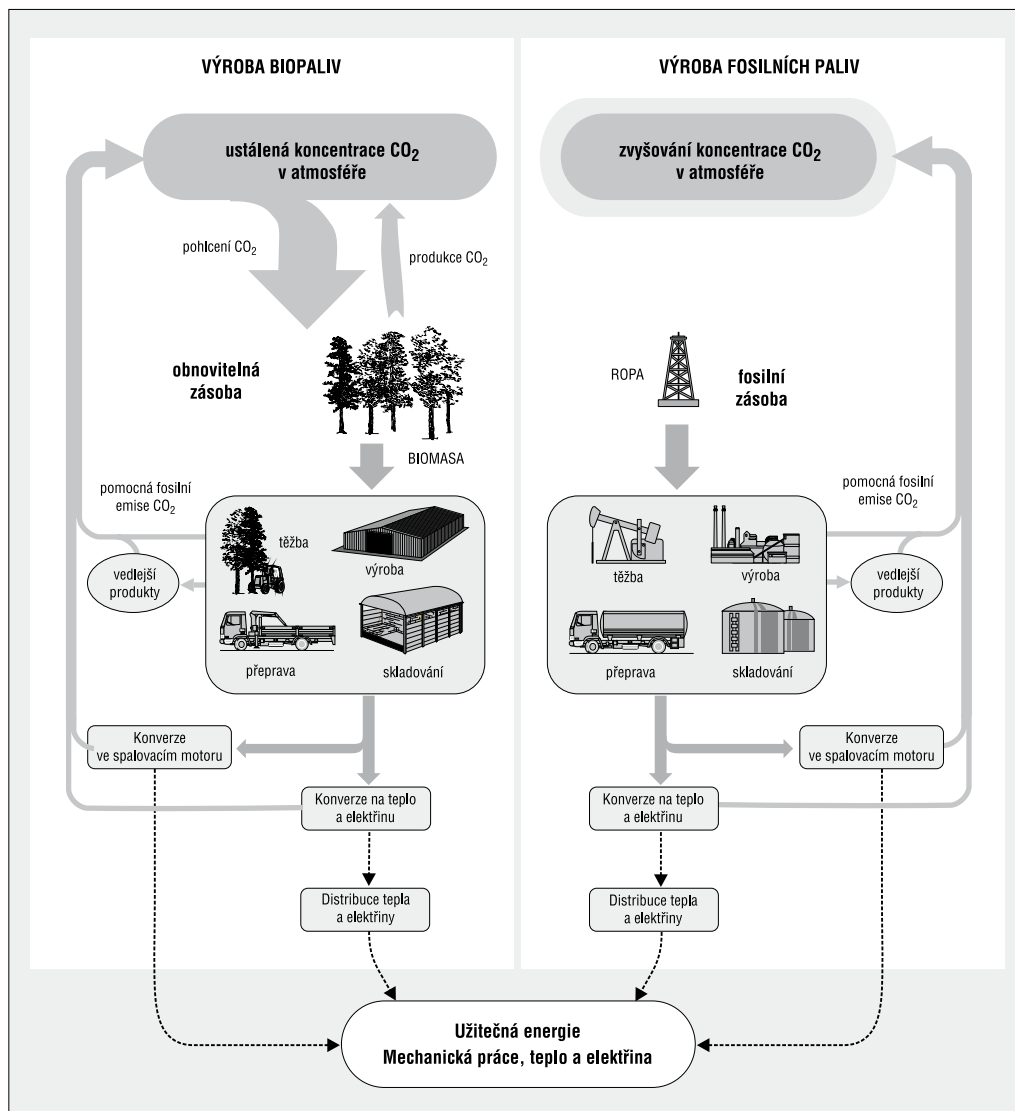 VÝROBA BIOPALIV
ustálená koncentrace CO₂
v atmosféře
pohlcení CO₂
produkce CO₂
obnovitelná
zásoba
BIOMASA
pomocná fosilní
emise CO₂
těžba
výroba
vedlejší
produkty
přeprava
skladování
Konverze
ve spalovacím motoru
Konverze na teplo
a elektřinu
Distribuce tepla
a elektřiny
VÝROBA FOSILNÍCH PALIV
zvyšování koncentrace CO₂
v atmosféře
ROPA
fosilní
zásoba
pomocná fosilní
emise CO₂
těžba
výroba
vedlejší
produkty
přeprava
skladování
Konverze
ve spalovacím motoru
Konverze na teplo
a elektřinu
Distribuce tepla
a elektřiny
Užitečná energie
Mechanická práce, teplo a elektřina